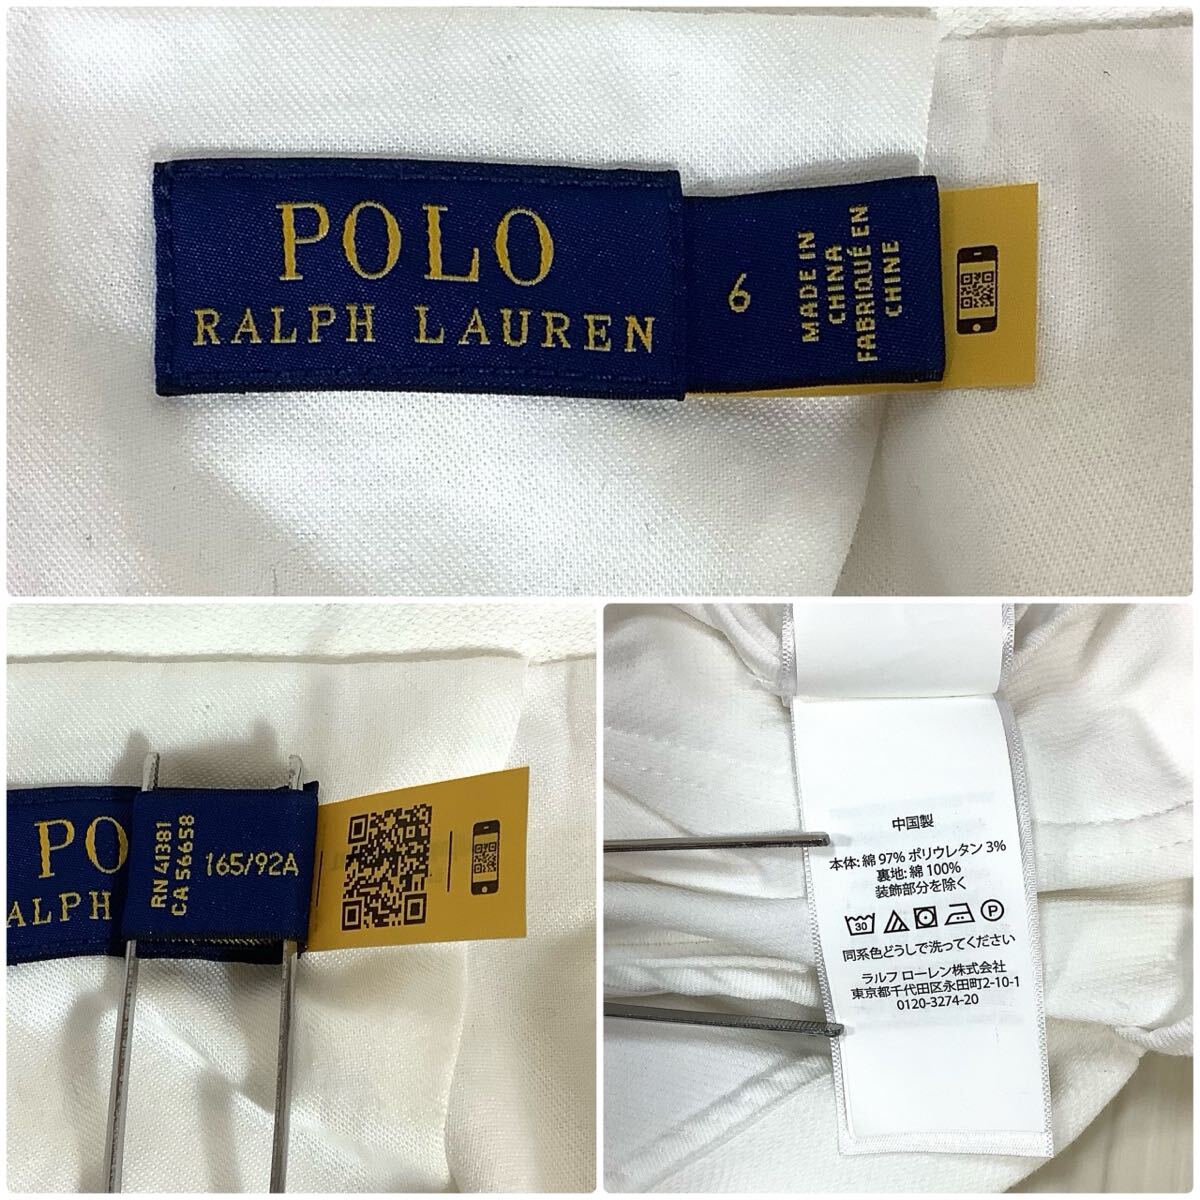 POLO
RALPH LAUREN
6
MADE IN
CHINA
FABRIQUÉ EN
CHINE
PO
ALPH
RN 41381
CA 56658
165/92A
中国製
本体: 綿 97% ポリウレタン 3%
裏地: 綿 100%
装飾部分を除く
30
P
同系色どうしで洗ってください
ラルフ ローレン株式会社
東京都千代田区永田町2-10-1
0120-3274-20